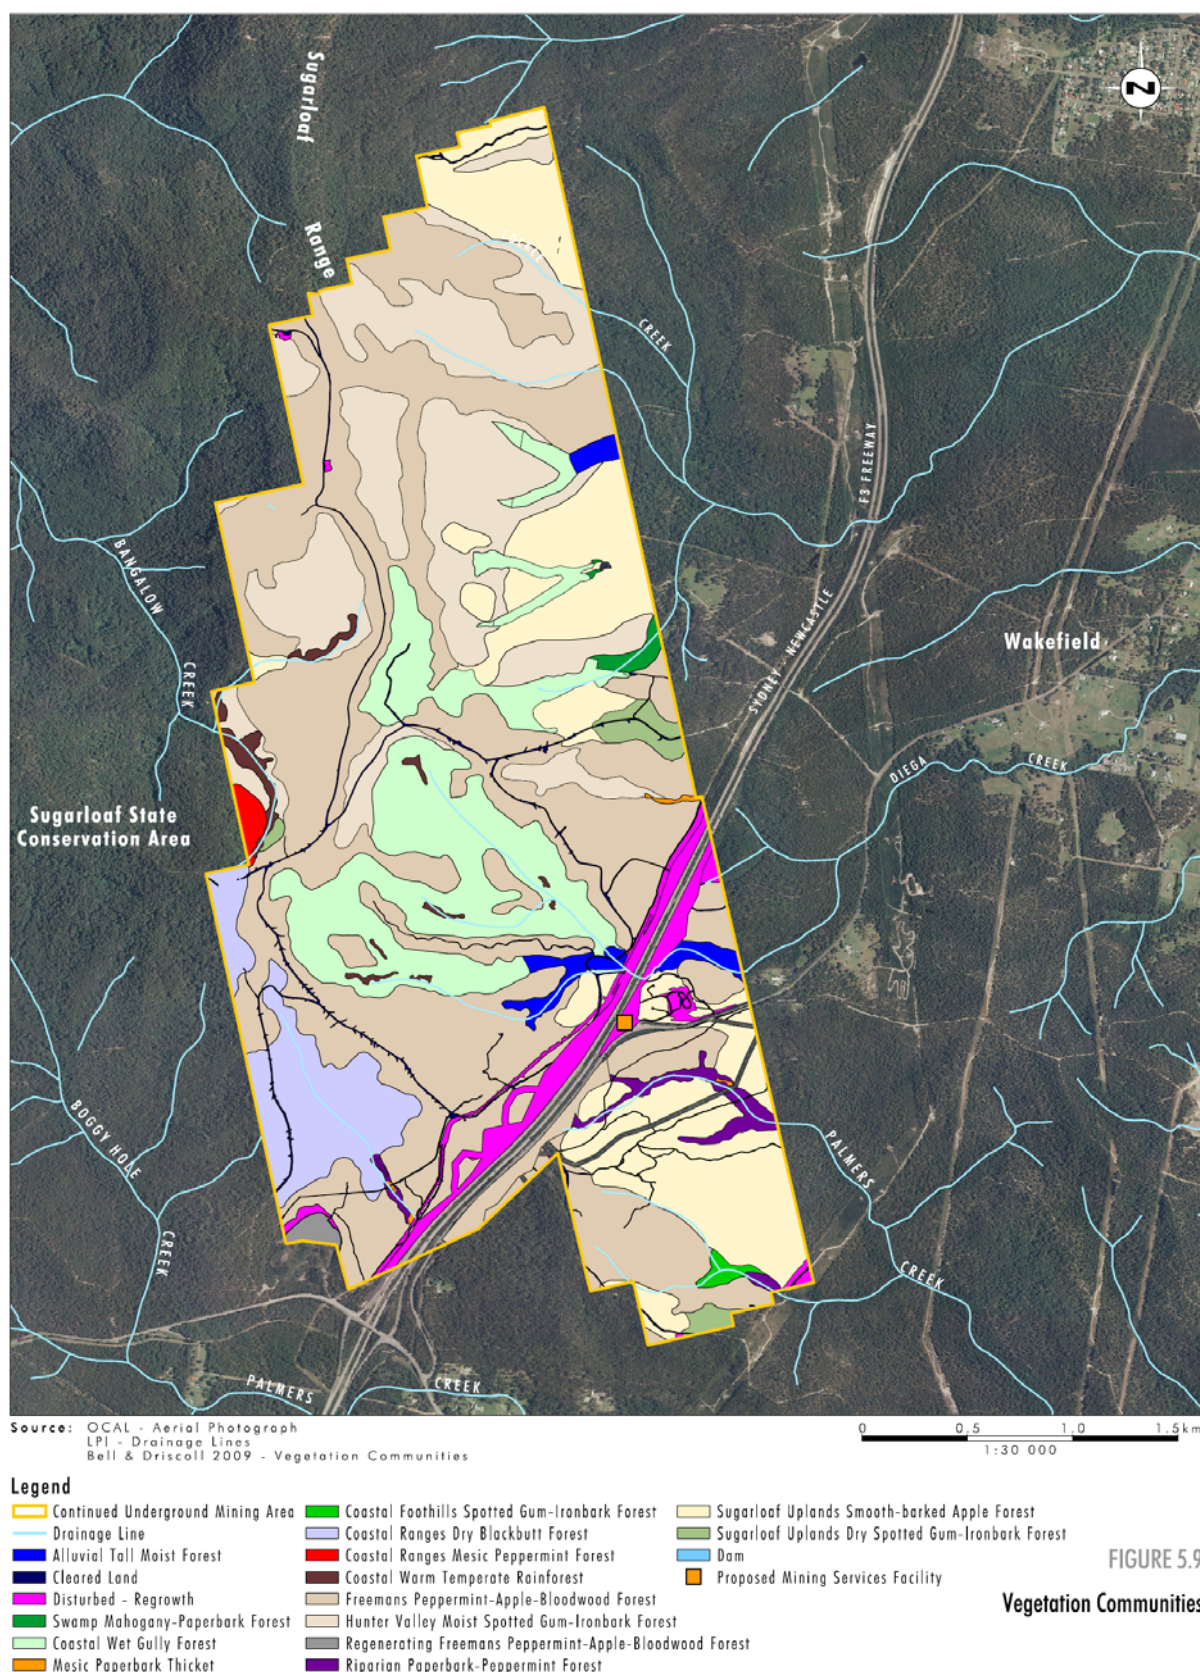 Sugarloaf
Range
N
CREEK
F3 FREEWAY
SYDNEY - NEWCASTLE
BANGALOW
CREEK
Wakefield
DIEGA
CREEK
Sugarloaf State
Conservation Area
BOGGY HOLE
CREEK
PALMERS
CREEK
PALMERS
CREEK
Source: OCAL - Aerial Photograph
LPI - Drainage Lines
Bell & Driscoll 2009 - Vegetation Communities
0 0.5 1.0 1.5km
1:30 000
Legend
Continued Underground Mining Area
Drainage Line
Alluvial Tall Moist Forest
Cleared Land
Disturbed - Regrowth
Swamp Mahogany-Paperbark Forest
Coastal Wet Gully Forest
Mesic Paperbark Thicket
Coastal Foothills Spotted Gum-Ironbark Forest
Coastal Ranges Dry Blackbutt Forest
Coastal Ranges Mesic Peppermint Forest
Coastal Warm Temperate Rainforest
Freemans Peppermint-Apple-Bloodwood Forest
Hunter Valley Moist Spotted Gum-Ironbark Forest
Regenerating Freemans Peppermint-Apple-Bloodwood Forest
Riparian Paperbark-Peppermint Forest
Sugarloaf Uplands Smooth-barked Apple Forest
Sugarloaf Uplands Dry Spotted Gum-Ironbark Forest
Dam
Proposed Mining Services Facility
FIGURE 5.9
Vegetation Communities